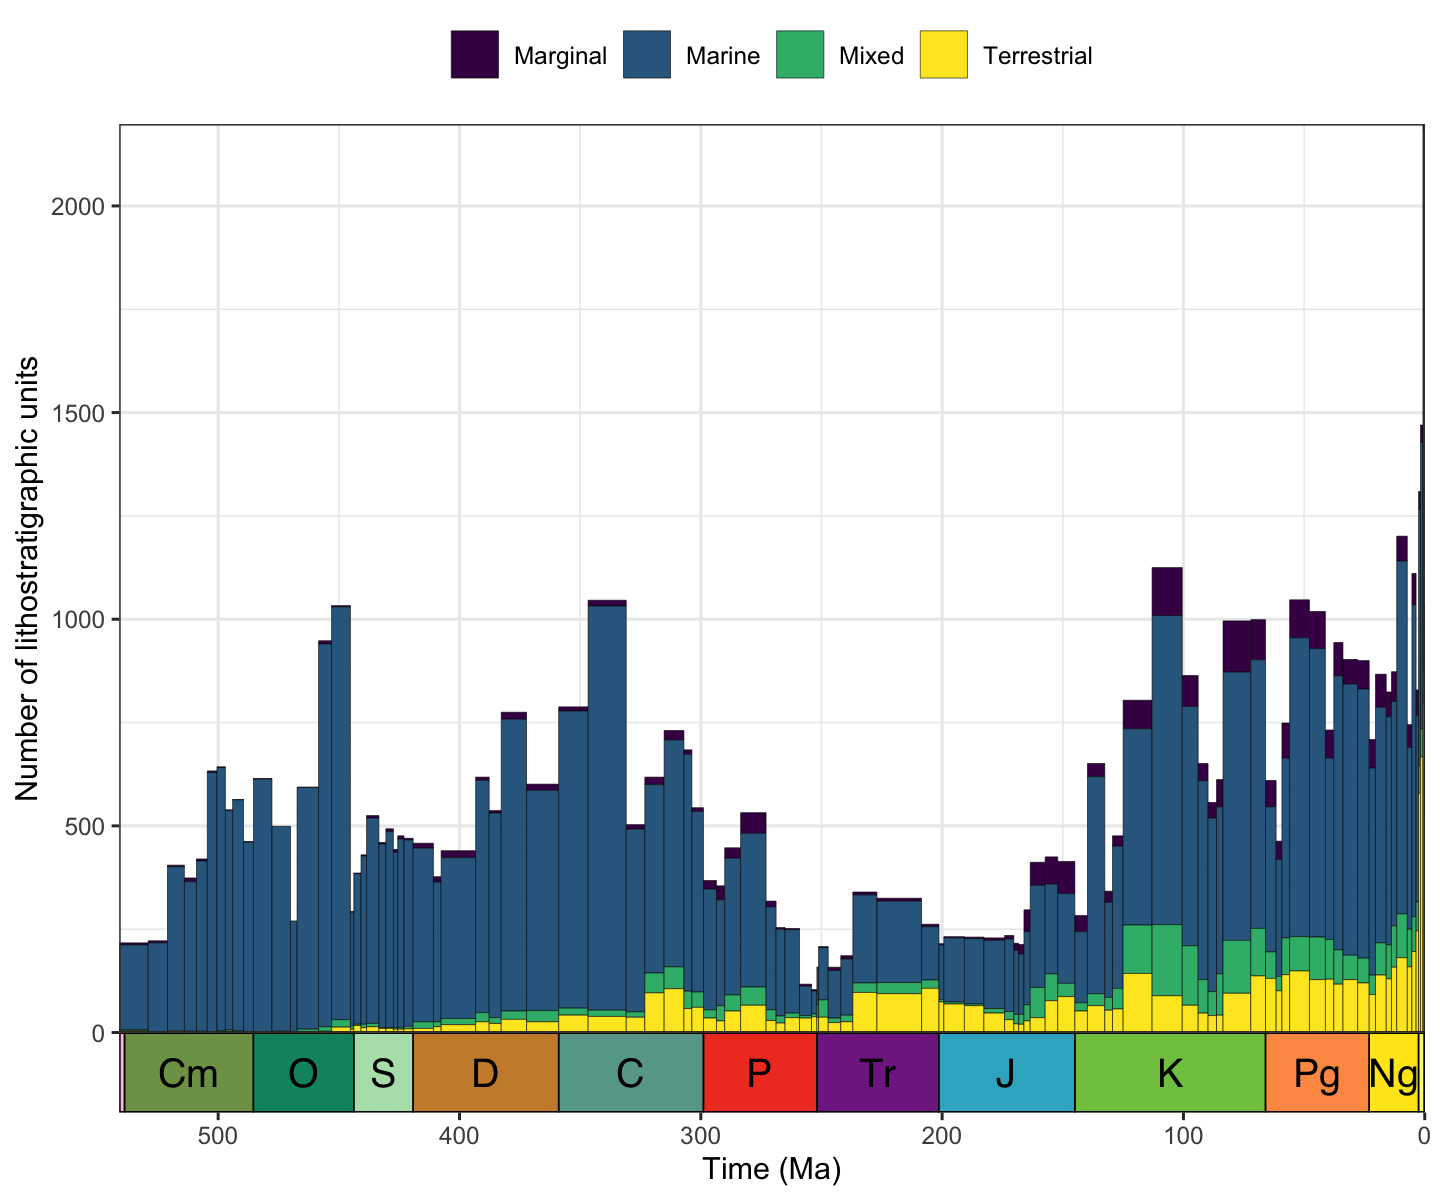 Marginal Marine Mixed Terrestrial
Number of lithostratigraphic units
2000
1500
1000
500
0
Cm O S D C P Tr J K Pg Ng
500 400 300 200 100 0
Time (Ma)